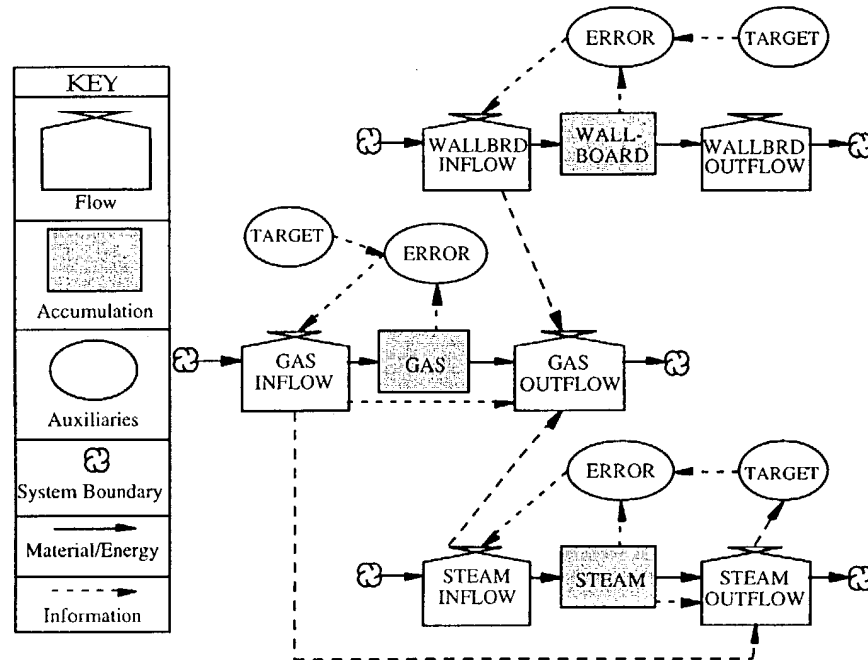 KEY
Flow
Accumulation
Auxiliaries
System Boundary
Material/Energy
Information
ERROR
TARGET
WALLBRD
INFLOW
WALL-
BOARD
WALLBRD
OUTFLOW
TARGET
ERROR
GAS
INFLOW
GAS
GAS
OUTFLOW
ERROR
TARGET
STEAM
INFLOW
STEAM
STEAM
OUTFLOW